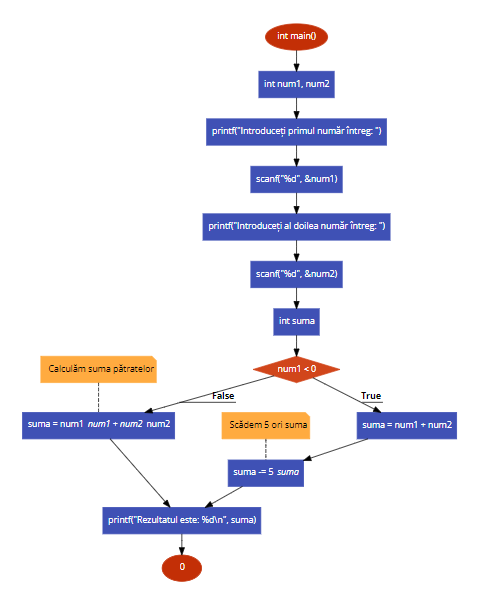 int main()
int num1, num2
printf("Introduceți primul număr întreg: ")
scanf("%d", &num1)
printf("Introduceți al doilea număr întreg: ")
scanf("%d", &num2)
int suma
num1 < 0
Calculăm suma pătratelor
False
True
suma = num1 num1 + num2 num2
Scădem 5 ori suma
suma = num1 + num2
suma -= 5 suma
printf("Rezultatul este: %d\n", suma)
0